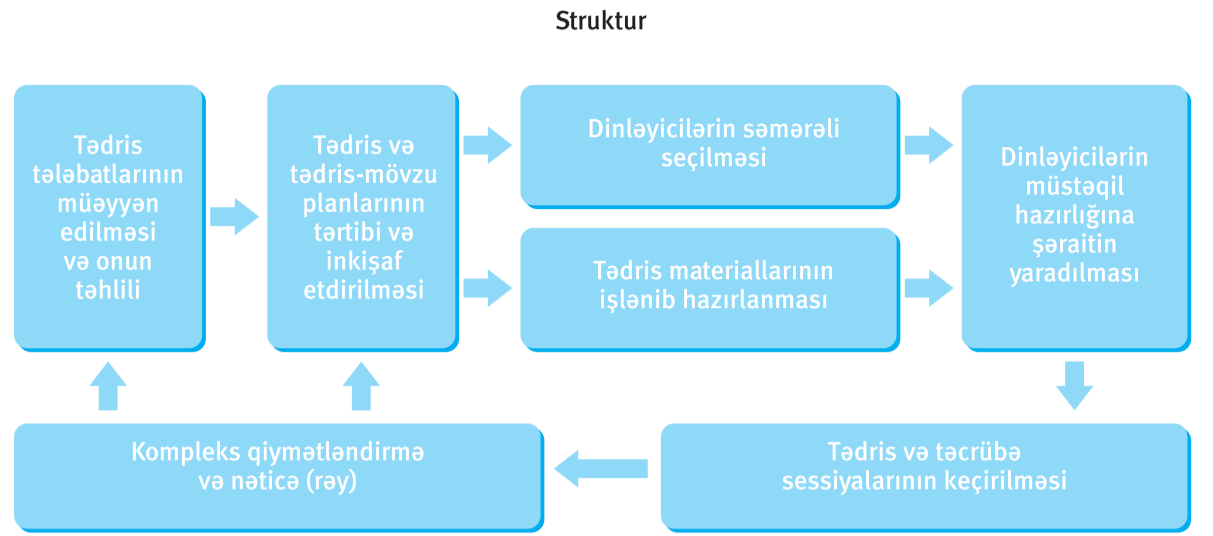 Struktur
Tədris
tələbatlarının
müəyyən
edilməsi
və onun
təhlili
Tədris və
tədris-mövzu
planlarının
tərtibi və
inkişaf
etdirilməsi
Dinləyicilərin səmərəli
seçilməsi
Tədris materiallarının
işlənib hazırlanması
Dinləyicilərin
müstəqil
hazırlığına
şəraitin
yaradılması
Kompleks qiymətləndirmə
və nəticə (rəy)
Tədris və təcrübə
sessiyalarının keçirilməsi